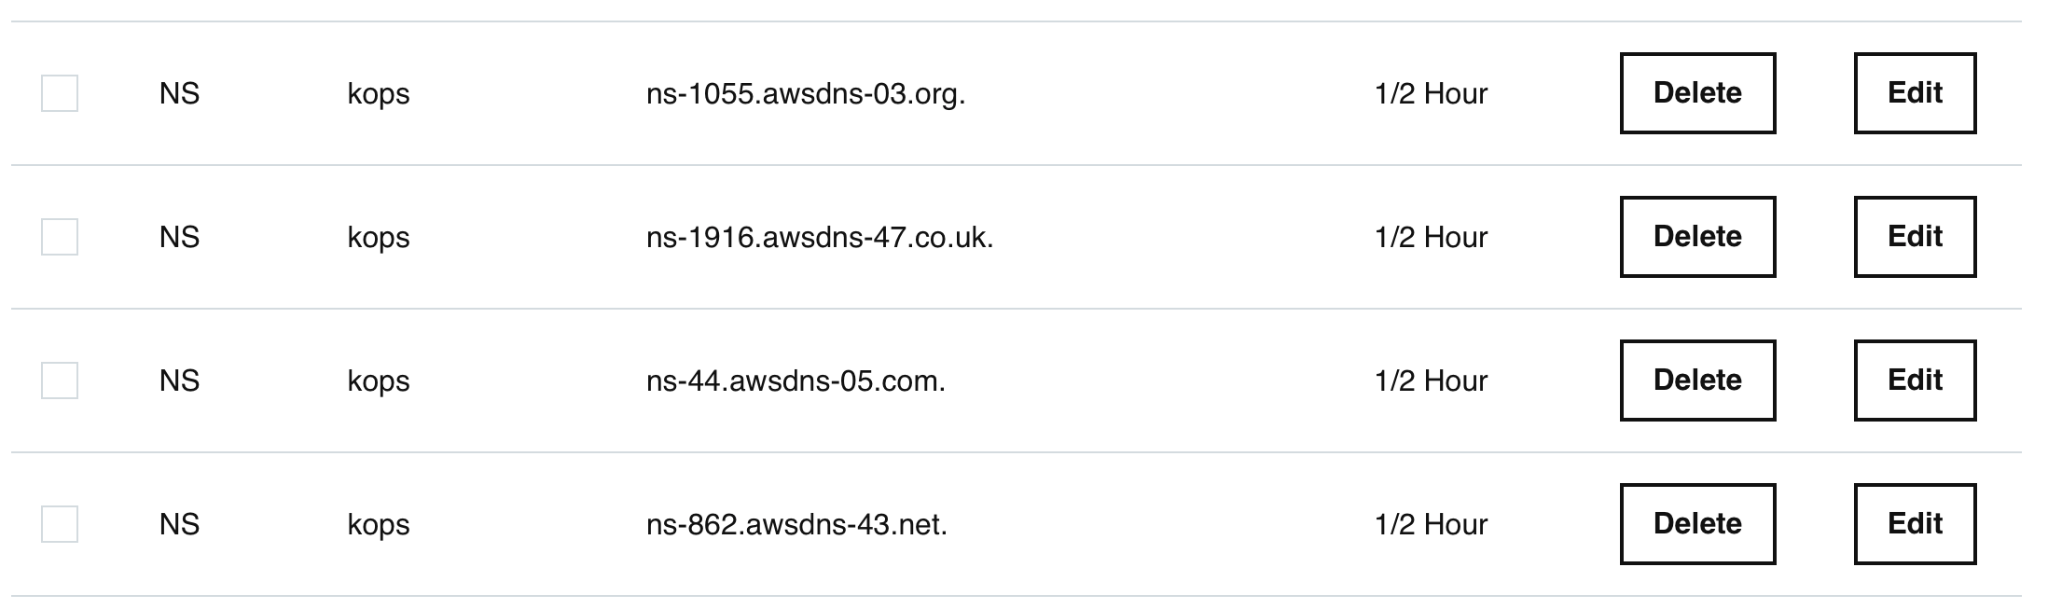 NS kops ns-1055.awsdns-03.org. 1/2 Hour Delete Edit
NS kops ns-1916.awsdns-47.co.uk. 1/2 Hour Delete Edit
NS kops ns-44.awsdns-05.com. 1/2 Hour Delete Edit
NS kops ns-862.awsdns-43.net. 1/2 Hour Delete Edit